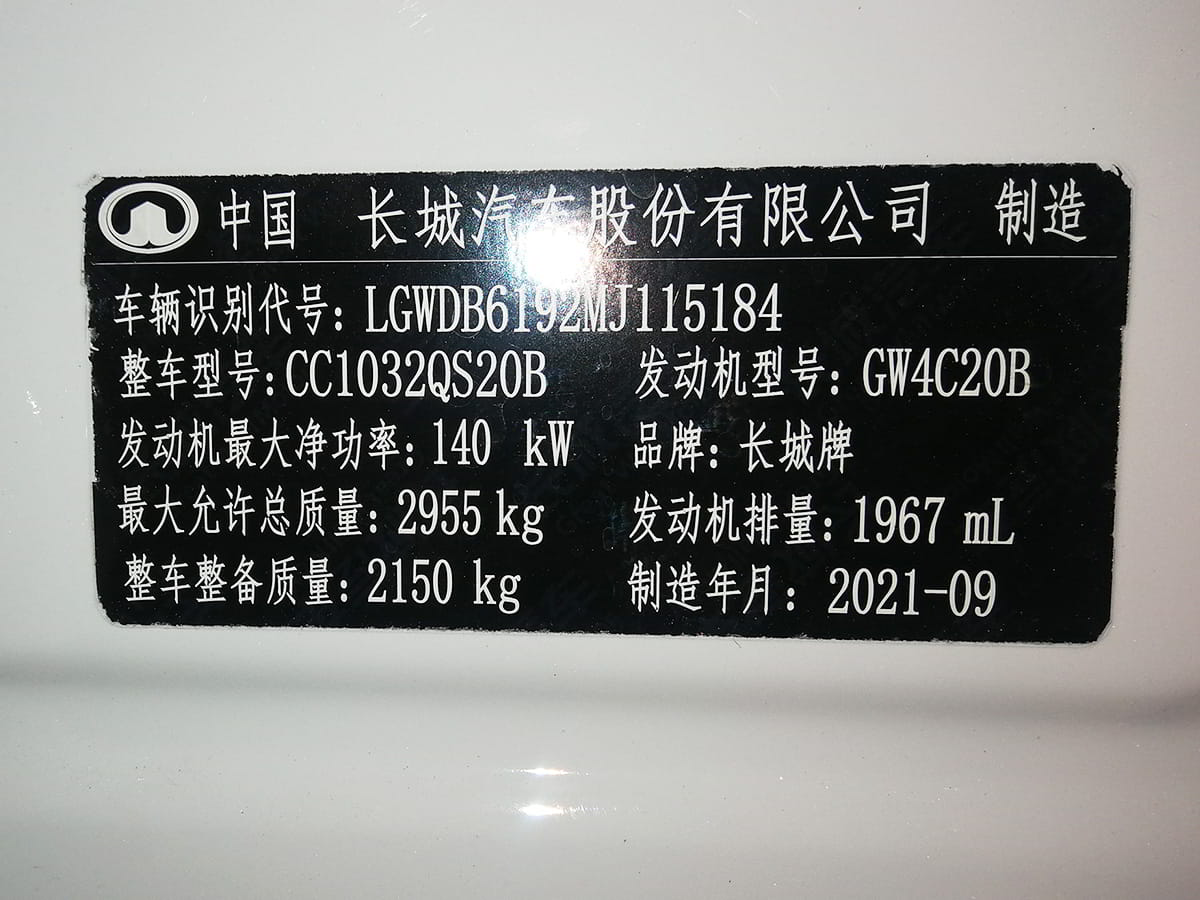 中国 长城汽车股份有限公司 制造
车辆识别代号: LGWDB6192MJ115184
整车型号: CC1032QS20B 发动机型号: GW4C20B
发动机最大净功率: 140 kW 品牌: 长城牌
最大允许总质量: 2955 kg 发动机排量: 1967 mL
整车整备质量: 2150 kg 制造年月: 2021-09